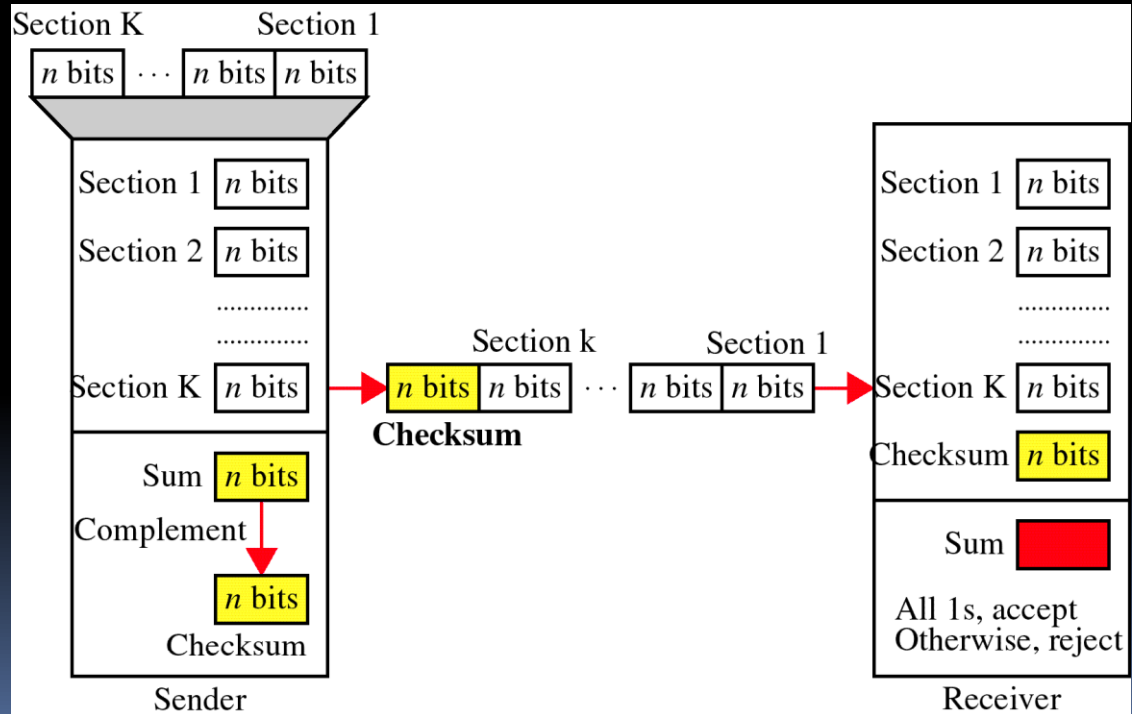 Section K Section 1
n bits ··· n bits n bits
Section 1 n bits
Section 2 n bits
..............
..............
Section K n bits
Sum n bits
Complement
n bits
Checksum
Sender
Section k Section 1
n bits n bits ··· n bits n bits
Checksum
Section 1 n bits
Section 2 n bits
..............
..............
Section K n bits
Checksum n bits
Sum
All 1s, accept
Otherwise, reject
Receiver